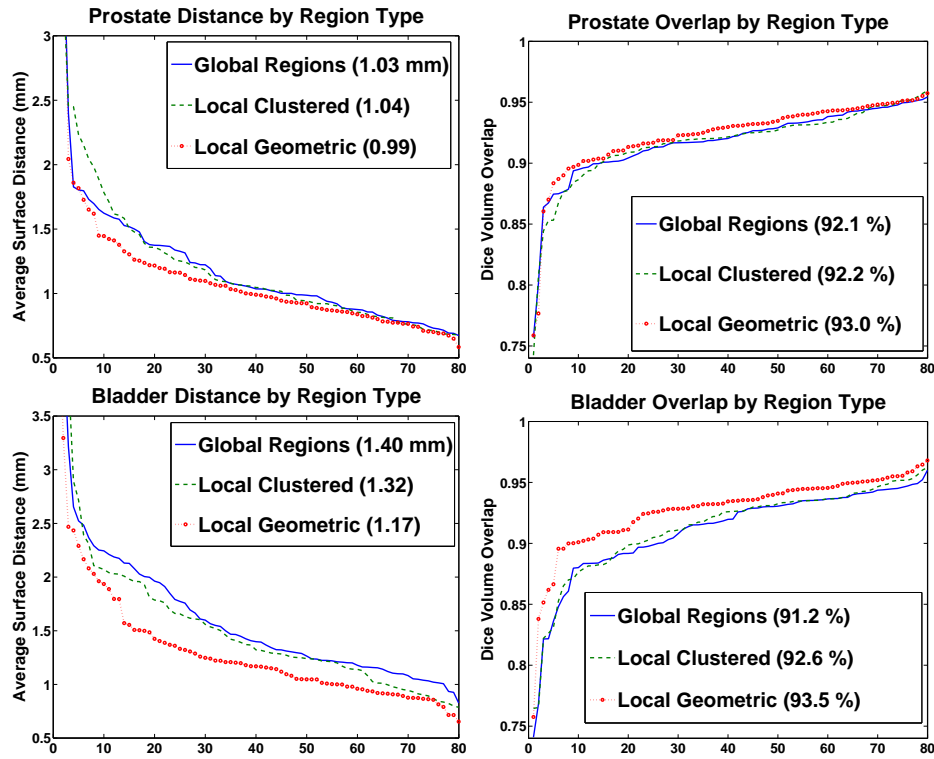 Prostate Distance by Region Type
Average Surface Distance (mm)
3
2.5
2
1.5
1
0.5
0 10 20 30 40 50 60 70 80
Global Regions (1.03 mm)
Local Clustered (1.04)
Local Geometric (0.99)
Prostate Overlap by Region Type
Dice Volume Overlap
1
0.95
0.9
0.85
0.8
0.75
0 10 20 30 40 50 60 70 80
Global Regions (92.1 %)
Local Clustered (92.2 %)
Local Geometric (93.0 %)
Bladder Distance by Region Type
Average Surface Distance (mm)
3.5
3
2.5
2
1.5
1
0.5
0 10 20 30 40 50 60 70 80
Global Regions (1.40 mm)
Local Clustered (1.32)
Local Geometric (1.17)
Bladder Overlap by Region Type
Dice Volume Overlap
1
0.95
0.9
0.85
0.8
0.75
0 10 20 30 40 50 60 70 80
Global Regions (91.2 %)
Local Clustered (92.6 %)
Local Geometric (93.5 %)